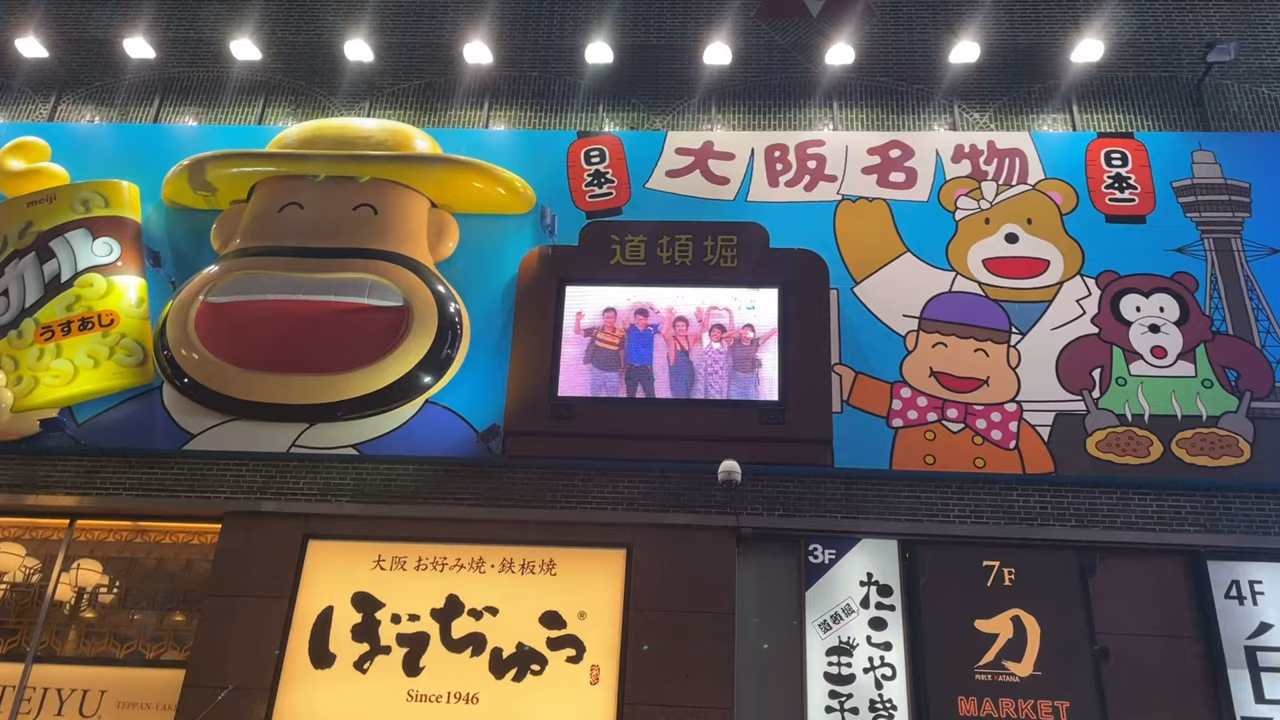 日本一
大阪名物
日本一
meiji
カール
うすあじ
道頓堀
大阪 お好み焼・鉄板焼
ぼてぢゅう®
Since 1946
TEJYU
TEPPAN-YAKI
3F
道頓堀
たこやき
王子
7F
刀
KATANA
MARKET
4F